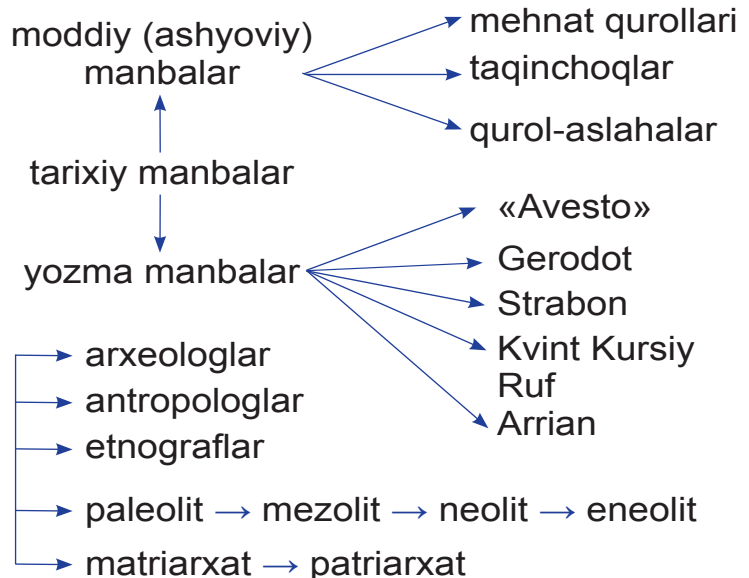 moddiy (ashyoviy)
manbalar
mehnat qurollari
taqinchoqlar
qurol-aslahalar
tarixiy manbalar
yozma manbalar
«Avesto»
Gerodot
Strabon
Kvint Kursiy
Ruf
Arrian
arxeologlar
antropologlar
etnograflar
paleolit → mezolit → neolit → eneolit
matriarxat → patriarxat